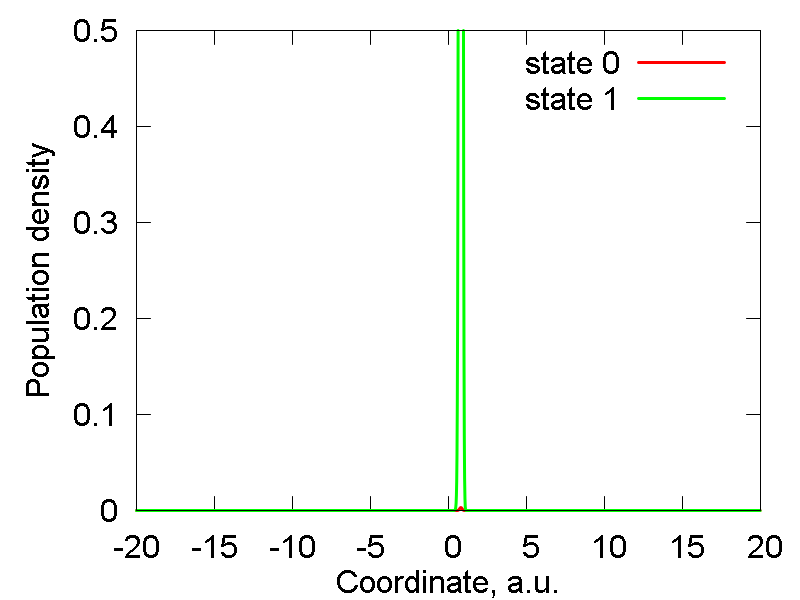 0.5
state 0
state 1
0.4
0.3
0.2
0.1
0
Population density
-20 -15 -10 -5 0 5 10 15 20
Coordinate, a.u.